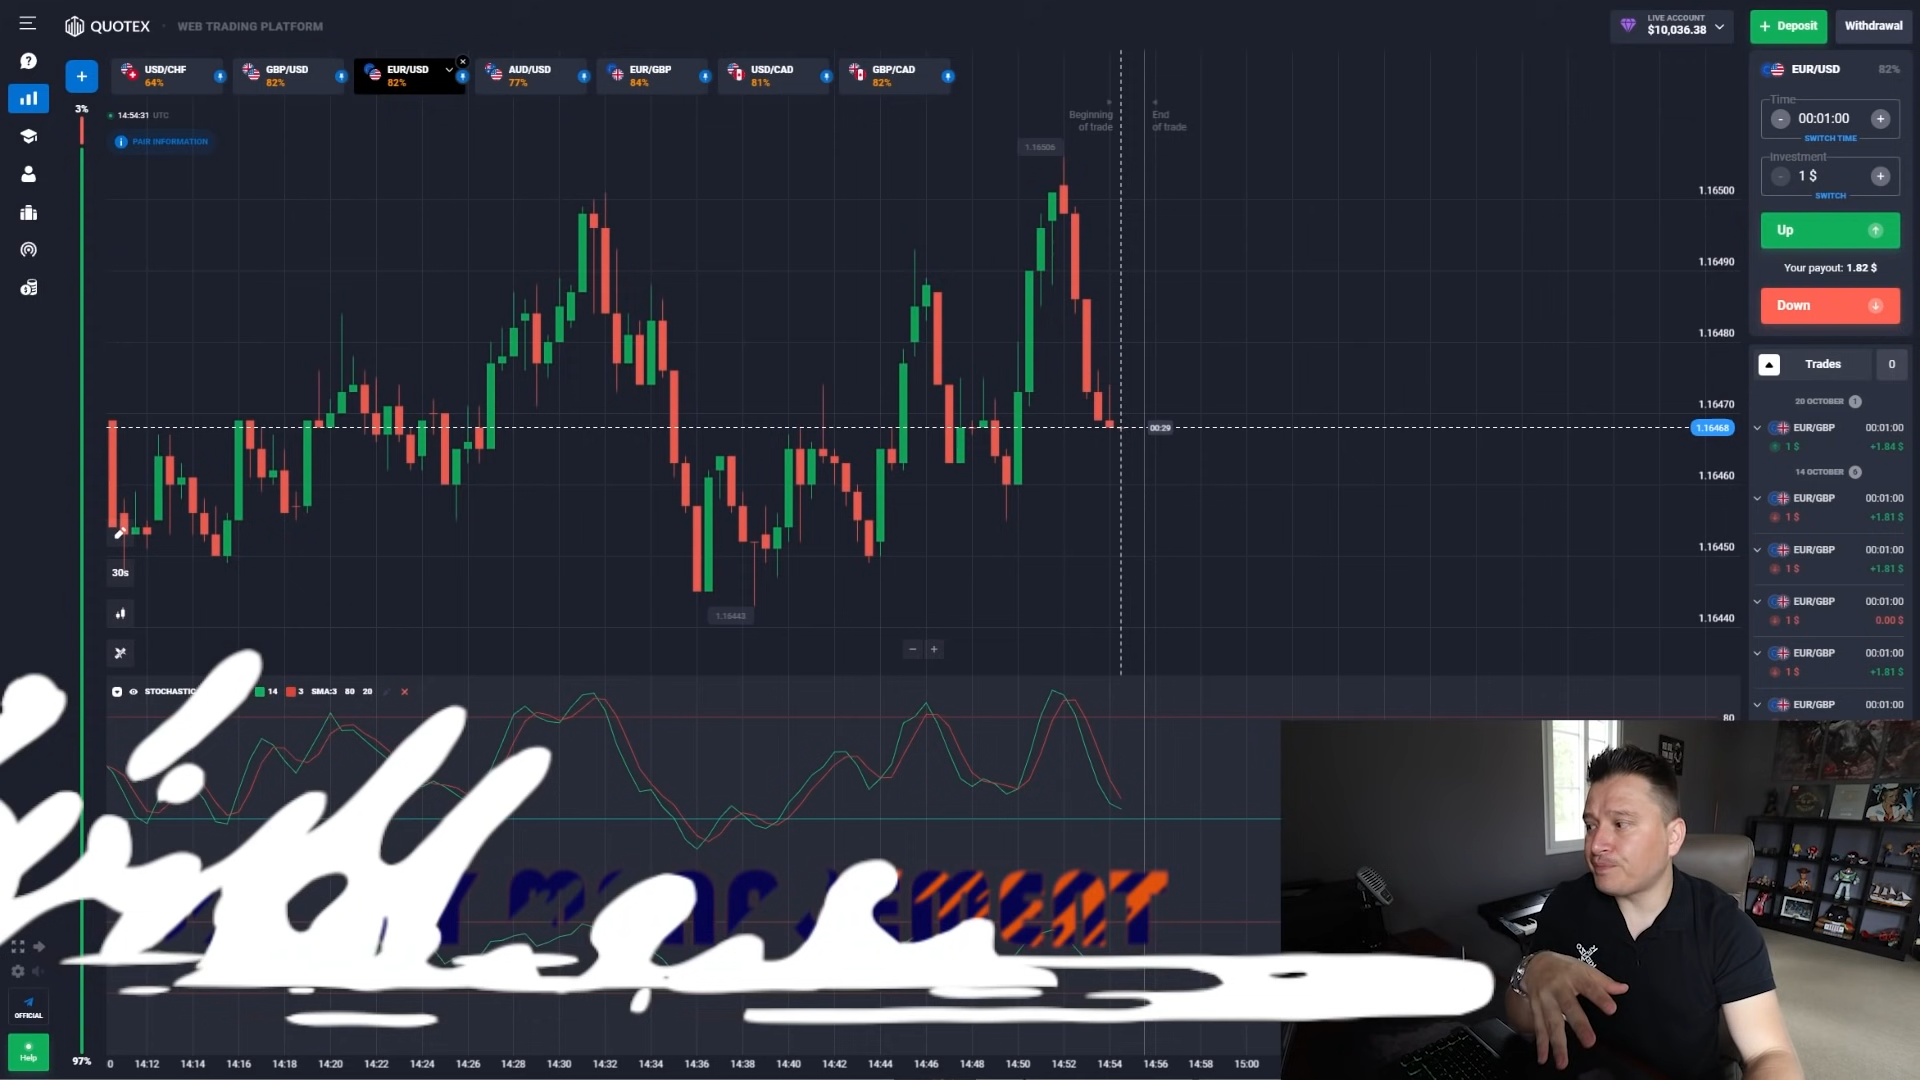 QUOTEX
WEB TRADING PLATFORM
LIVE ACCOUNT
$10,036.38
Deposit
Withdrawal
USD/CHF
64%
GBP/USD
82%
EUR/USD
82%
AUD/USD
77%
EUR/GBP
84%
USD/CAD
81%
GBP/CAD
82%
EUR/USD
82%
3%
14:54:31 UTC
PAIR INFORMATION
Beginning
of trade
End
of trade
Time
00:01:00
SWITCH TIME
Investment
1 $
SWITCH
Up
Your payout: 1.82 $
Down
1.16506
1.16500
1.16490
1.16480
1.16470
1.16468
1.16460
1.16450
1.16440
00:29
1.16443
30s
Trades
0
20 OCTOBER 1
EUR/GBP 00:01:00
1 $ +1.84 $
14 OCTOBER 6
EUR/GBP 00:01:00
1 $ +1.81 $
EUR/GBP 00:01:00
1 $ +1.81 $
EUR/GBP 00:01:00
1 $ 0.00 $
EUR/GBP 00:01:00
1 $ +1.81 $
EUR/GBP 00:01:00
STOCHASTIC 14 3 SMA:3 80 20
80
OFFICIAL
Help
97%
0 14:12 14:14 14:16 14:18 14:20 14:22 14:24 14:26 14:28 14:30 14:32 14:34 14:36 14:38 14:40 14:42 14:44 14:46 14:48 14:50 14:52 14:54 14:56 14:58 15:00